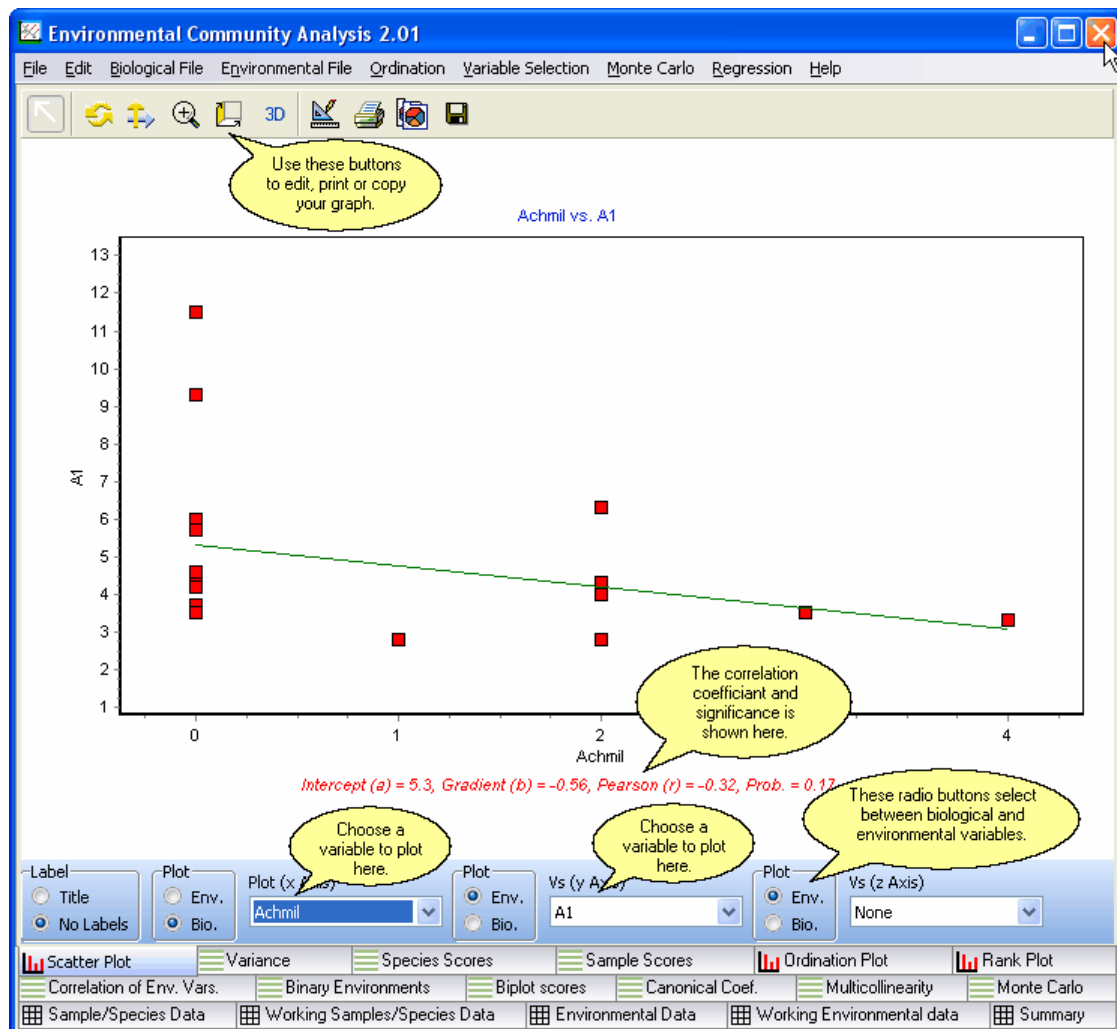 Environmental Community Analysis 2.01
File Edit Biological File Environmental File Ordination Variable Selection Monte Carlo Regression Help
3D
Use these buttons
to edit, print or copy
your graph.
Achmil vs. A1
13
12
11
10
9
8
7
6
5
4
3
2
1
A1
0 1 2 4
Achmil
The correlation
coefficiant and
significance is
shown here.
Intercept (a) = 5.3, Gradient (b) = -0.56, Pearson (r) = -0.32, Prob. = 0.17
Choose a
variable to plot
here.
Choose a
variable to plot
here.
These radio buttons select
between biological and
environmental variables.
Label
Title
No Labels
Plot
Env.
Bio.
Plot (x Axis)
Achmil
Plot
Env.
Bio.
Vs (y Axis)
A1
Plot
Env.
Bio.
Vs (z Axis)
None
Scatter Plot Variance Species Scores Sample Scores Ordination Plot Rank Plot
Correlation of Env. Vars. Binary Environments Biplot scores Canonical Coef. Multicollinearity Monte Carlo
Sample/Species Data Working Samples/Species Data Environmental Data Working Environmental data Summary